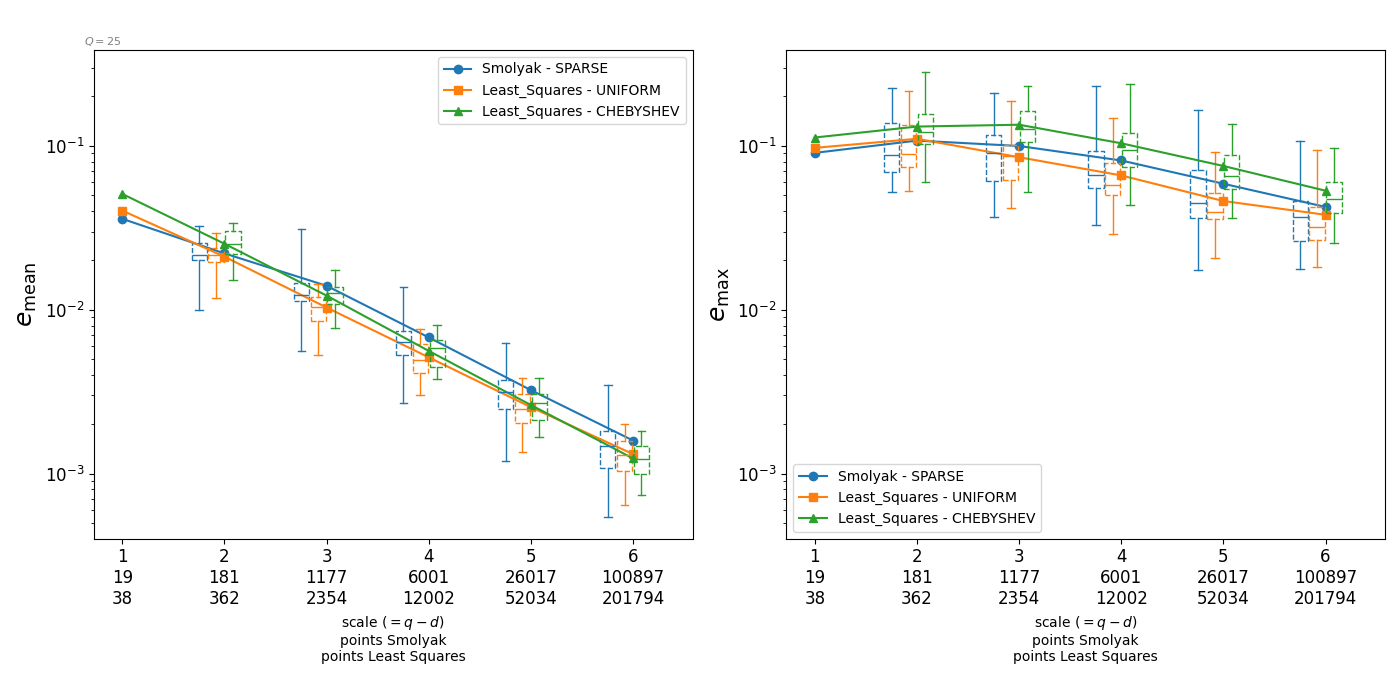 Q = 25
Smolyak - SPARSE
Least_Squares - UNIFORM
Least_Squares - CHEBYSHEV
10⁻¹
10⁻²
10⁻³
e_mean
1 2 3 4 5 6
19 181 1177 6001 26017 100897
38 362 2354 12002 52034 201794
scale (= q − d)
points Smolyak
points Least Squares
10⁻¹
10⁻²
10⁻³
e_max
Smolyak - SPARSE
Least_Squares - UNIFORM
Least_Squares - CHEBYSHEV
1 2 3 4 5 6
19 181 1177 6001 26017 100897
38 362 2354 12002 52034 201794
scale (= q − d)
points Smolyak
points Least Squares